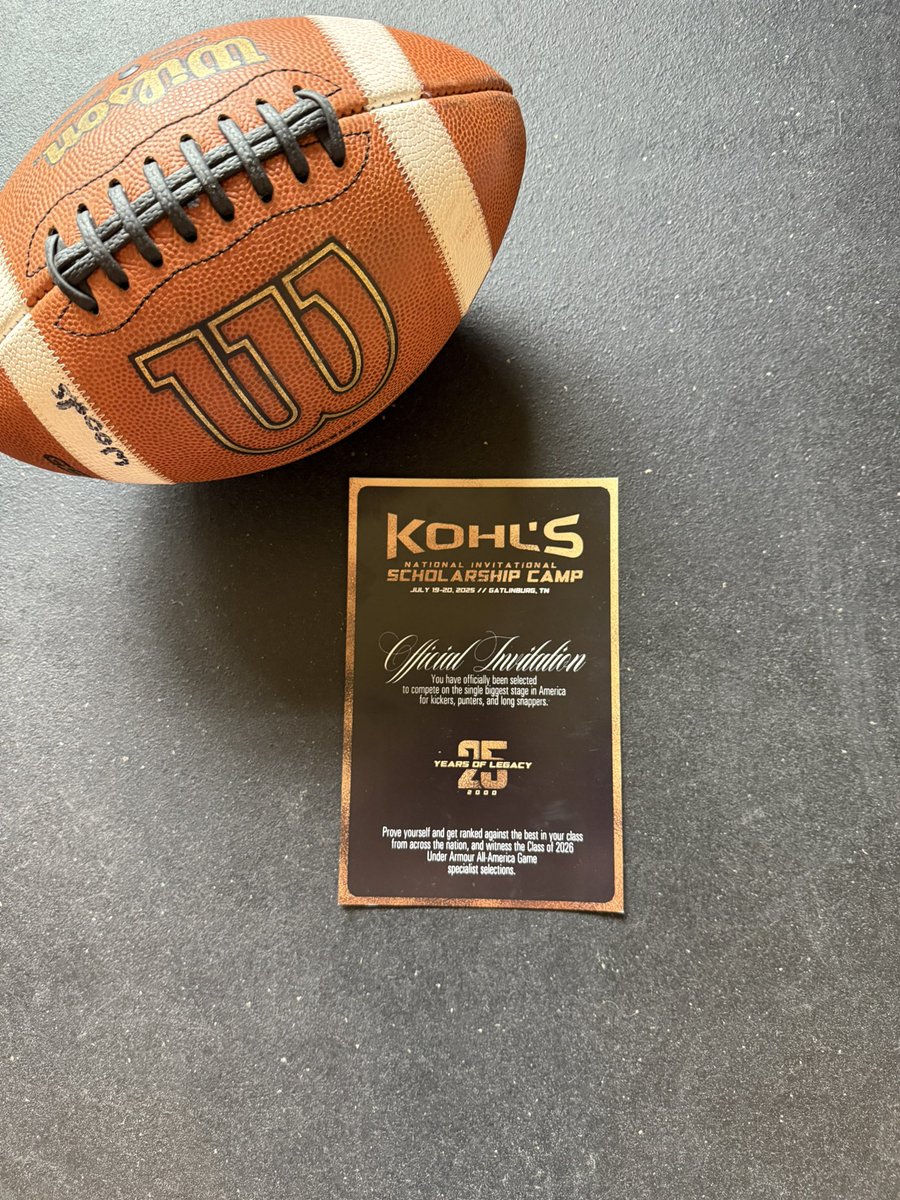 Wilson
W
Woods
KOHL'S
NATIONAL INVITATIONAL
SCHOLARSHIP CAMP
JULY 19-20, 2025 // GATLINBURG, TN
Official Invitation
You have officially been selected
to compete on the single biggest stage in America
for kickers, punters, and long snappers.
25
YEARS OF LEGACY
2000
Prove yourself and get ranked against the best in your class
from across the nation, and witness the Class of 2026
Under Armour All-America Game
specialist selections.